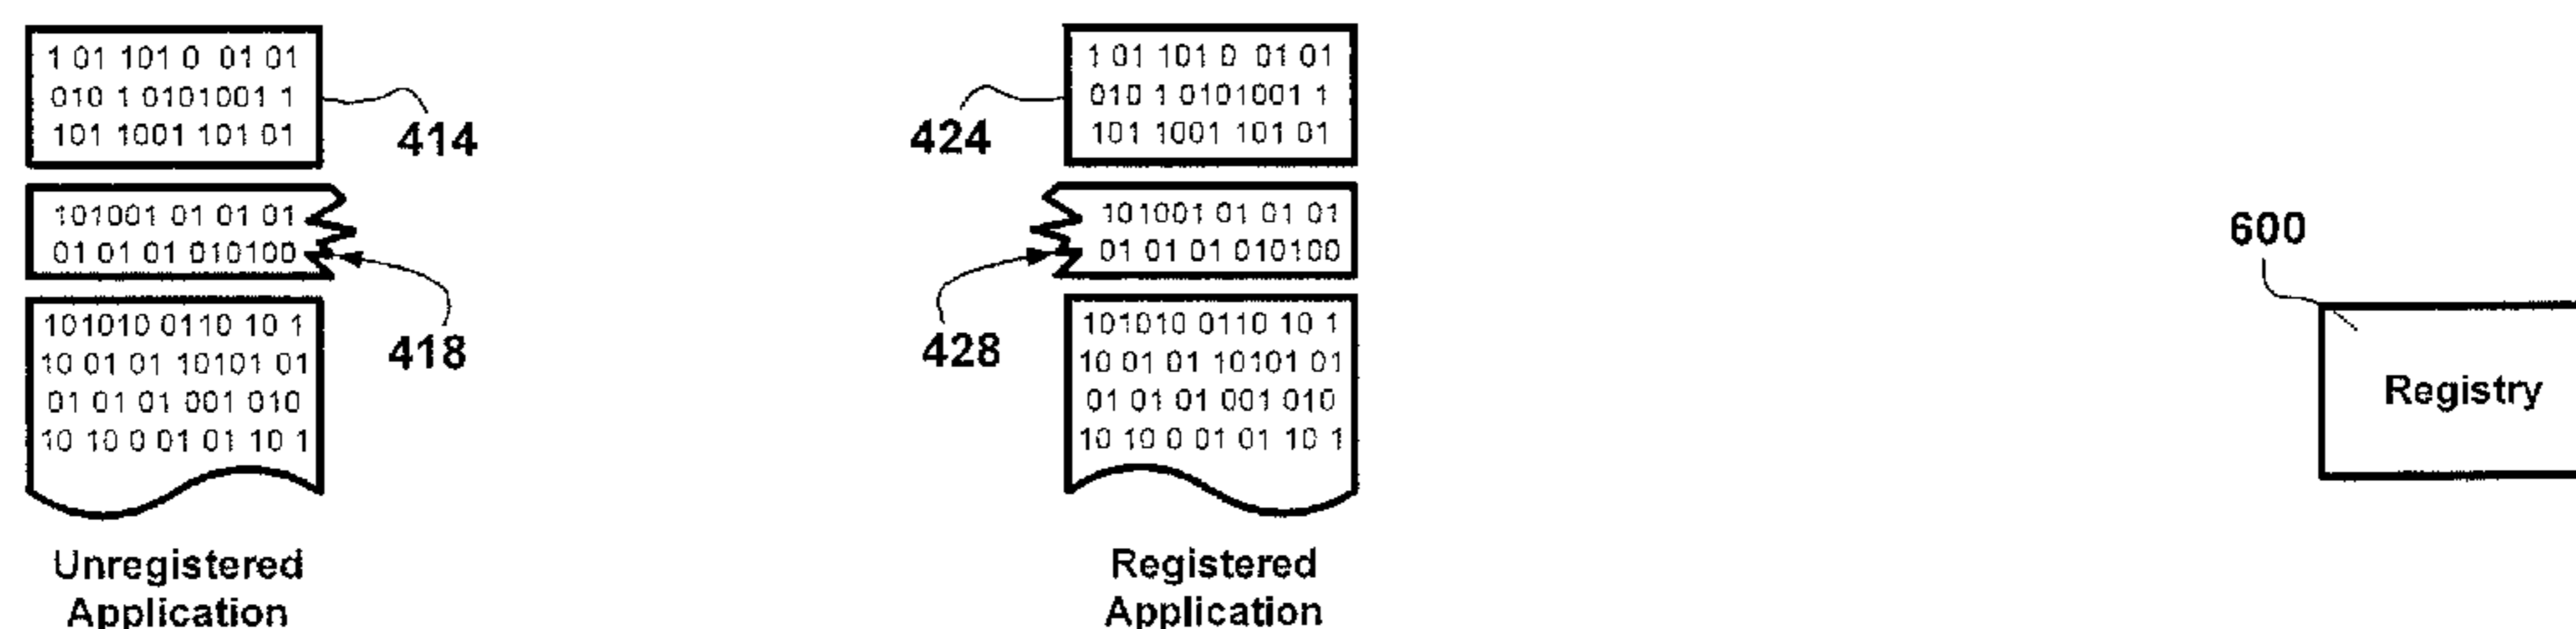 1 01 101 0 01 01
010 1 0101001 1
101 1001 101 01
414
101001 01 01 01
01 01 01 010100
418
101010 0110 10 1
10 01 01 10101 01
01 01 01 001 010
10 10 0 01 01 10 1
Unregistered
Application
1 01 101 0 01 01
010 1 0101001 1
101 1001 101 01
424
101001 01 01 01
01 01 01 010100
428
101010 0110 10 1
10 01 01 10101 01
01 01 01 001 010
10 10 0 01 01 10 1
Registered
Application
600
Registry